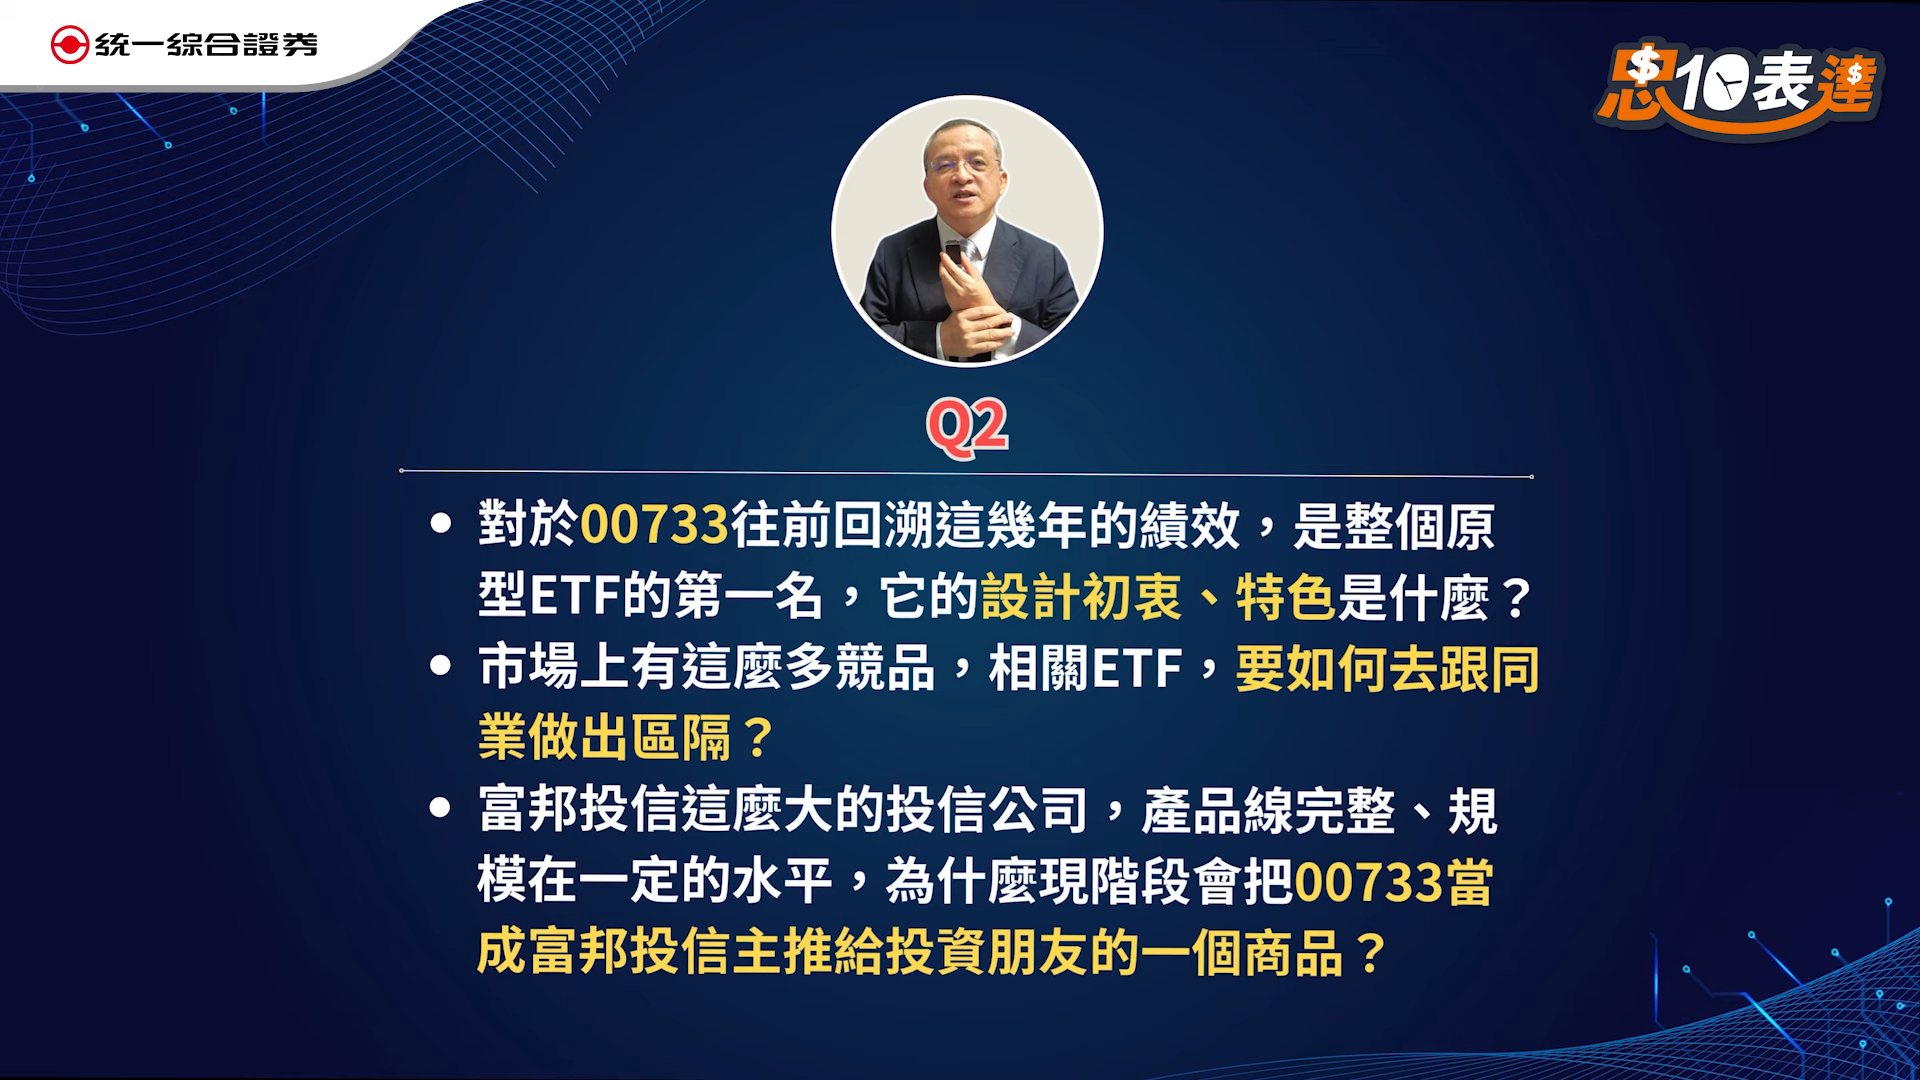 統一綜合證券
思10表達
Q2
對於00733往前回溯這幾年的績效，是整個原
型ETF的第一名，它的設計初衷、特色是什麼？
市場上有這麼多競品，相關ETF，要如何去跟同
業做出區隔？
富邦投信這麼大的投信公司，產品線完整、規
模在一定的水平，為什麼現階段會把00733當
成富邦投信主推給投資朋友的一個商品？